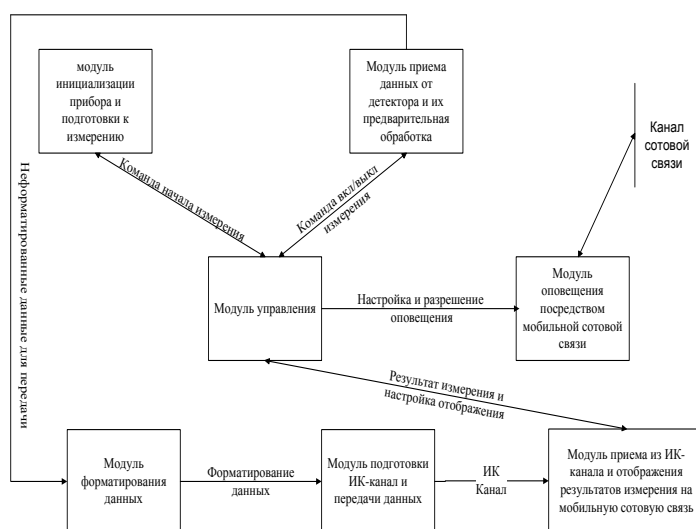 модуль
инициализации
прибора и
подготовки к
измерению
Модуль приема
данных от
детектора и их
предварительная
обработка
Канал
сотовой
связи
Неформатированные данные для передачи
Команда начала измерения
Команда вкл/выкл
измерения
Модуль управления
Настройка и разрешение
оповещения
Модуль
оповещения
посредством
мобильной сотовой
связи
Результат измерения и
настройка отображения
Модуль
форматирования
данных
Форматирование
данных
Модуль подготовки
ИК-канал и
передачи данных
ИК
Канал
Модуль приема из ИК-
канала и отображения
результатов измерения на
мобильную сотовую связь